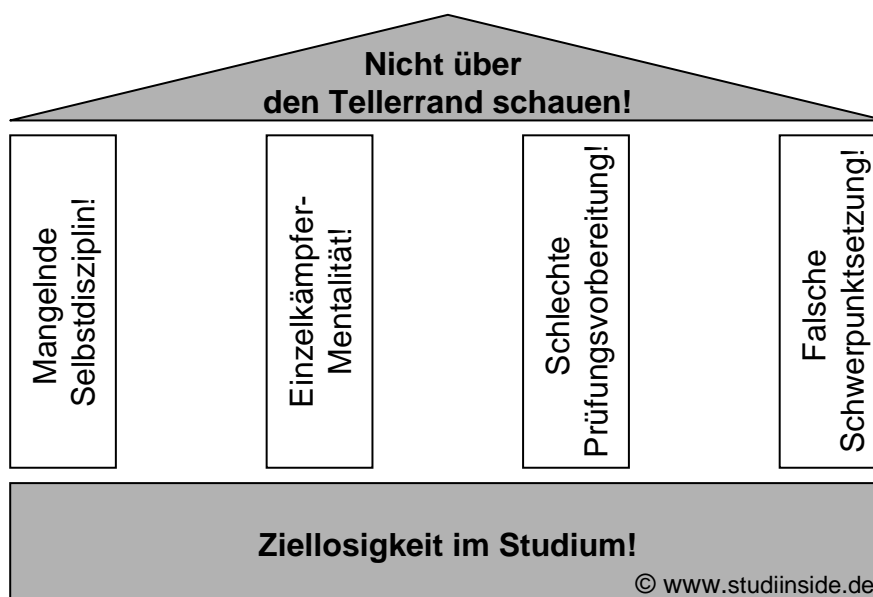 Nicht über
den Tellerrand schauen!
Mangelnde
Selbstdisziplin!
Einzelkämpfer-
Mentalität!
Schlechte
Prüfungsvorbereitung!
Falsche
Schwerpunktsetzung!
Ziellosigkeit im Studium!
© www.studiinside.de